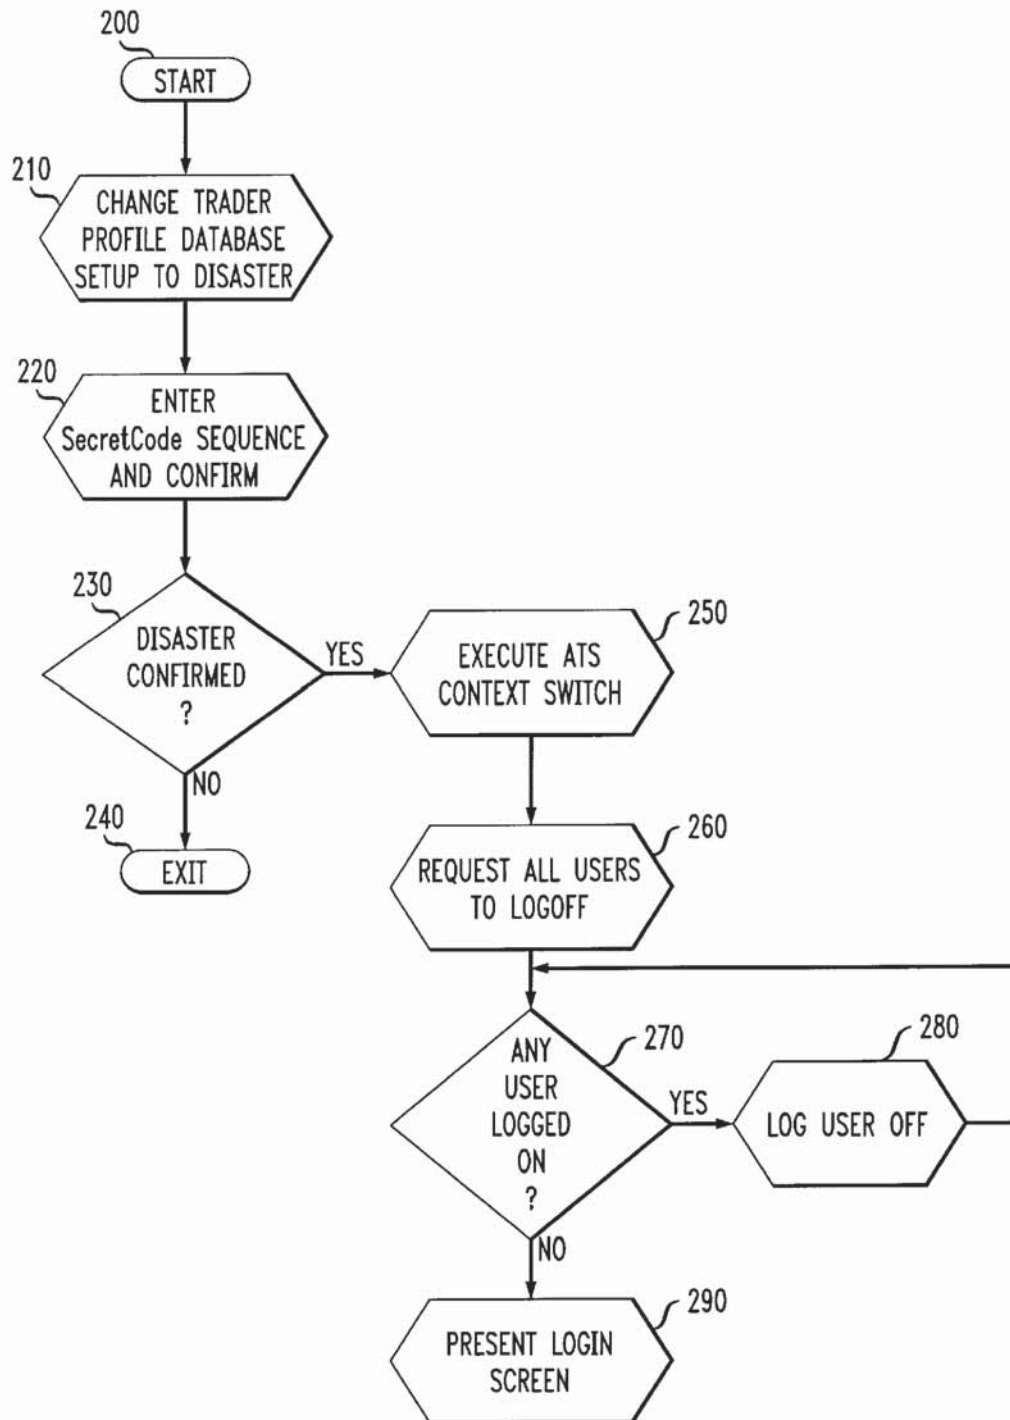 200
START
210
CHANGE TRADER
PROFILE DATABASE
SETUP TO DISASTER
220
ENTER
SecretCode SEQUENCE
AND CONFIRM
230
DISASTER
CONFIRMED
?
YES
NO
240
EXIT
250
EXECUTE ATS
CONTEXT SWITCH
260
REQUEST ALL USERS
TO LOGOFF
270
ANY
USER
LOGGED
ON
?
YES
NO
280
LOG USER OFF
290
PRESENT LOGIN
SCREEN